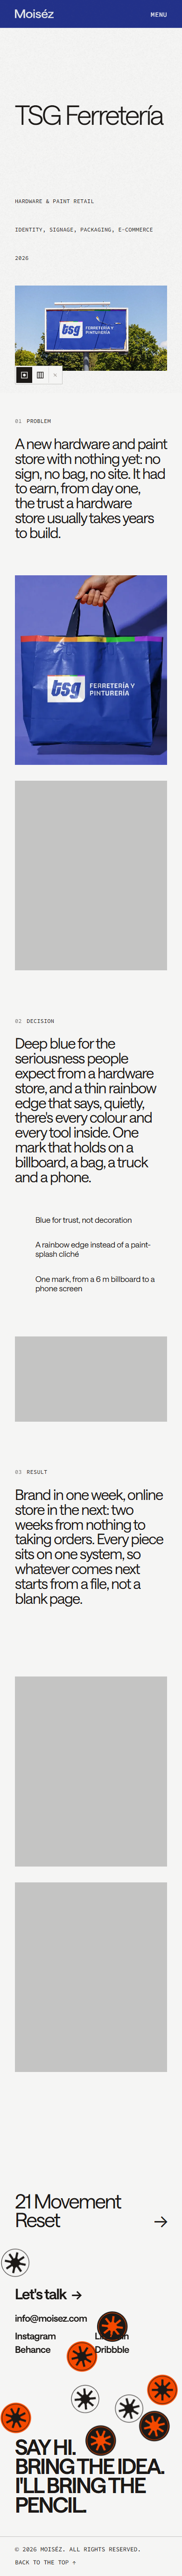 Moiséz
MENU
TSG Ferretería
HARDWARE & PAINT RETAIL
IDENTITY, SIGNAGE, PACKAGING, E-COMMERCE
2026
tsg FERRETERÍA Y
PINTURERÍA
01 PROBLEM
A new hardware and paint
store with nothing yet: no
sign, no bag, no site. It had
to earn, from day one,
the trust a hardware
store usually takes years
to build.
tsg FERRETERÍA Y
PINTURERÍA
02 DECISION
Deep blue for the
seriousness people
expect from a hardware
store, and a thin rainbow
edge that says, quietly,
there's every colour and
every tool inside. One
mark that holds on a
billboard, a bag, a truck
and a phone.
Blue for trust, not decoration
A rainbow edge instead of a paint-
splash cliché
One mark, from a 6 m billboard to a
phone screen
03 RESULT
Brand in one week, online
store in the next: two
weeks from nothing to
taking orders. Every piece
sits on one system, so
whatever comes next
starts from a file, not a
blank page.
21 Movement
Reset →
Let's talk →
info@moisez.com
Instagram
Behance Dribbble
SAY HI.
BRING THE IDEA.
I'LL BRING THE
PENCIL.
© 2026 MOISÉZ. ALL RIGHTS RESERVED.
BACK TO THE TOP ↑